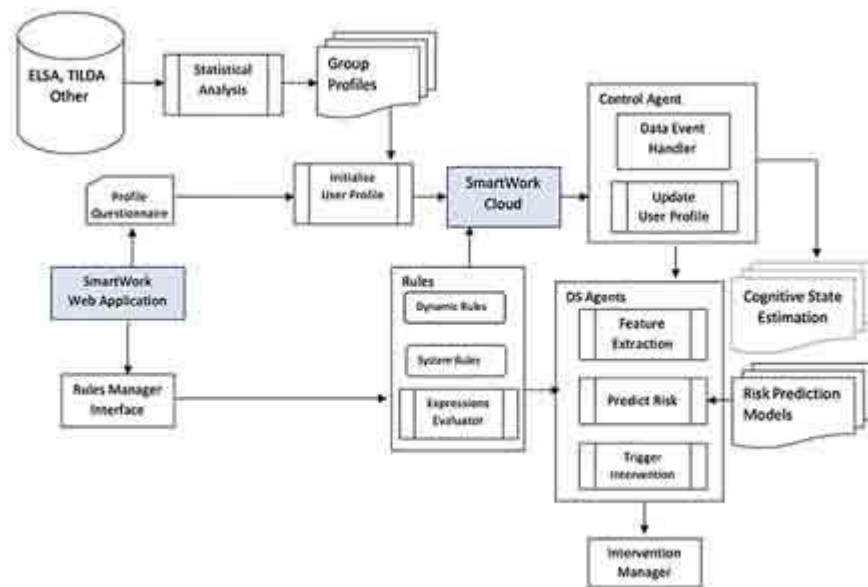 ELSA, TILDA
Other
Statistical
Analysis
Group
Profiles
Control Agent
Data Event
Handler
Update
User Profile
Profile
Questionnaire
Initialise
User Profile
SmartWork
Cloud
SmartWork
Web Application
Rules
Dynamic Rules
System Rules
Expressions
Evaluator
DS Agents
Feature
Extraction
Predict Risk
Trigger
Intervention
Cognitive State
Estimation
Risk Prediction
Models
Rules Manager
Interface
Intervention
Manager